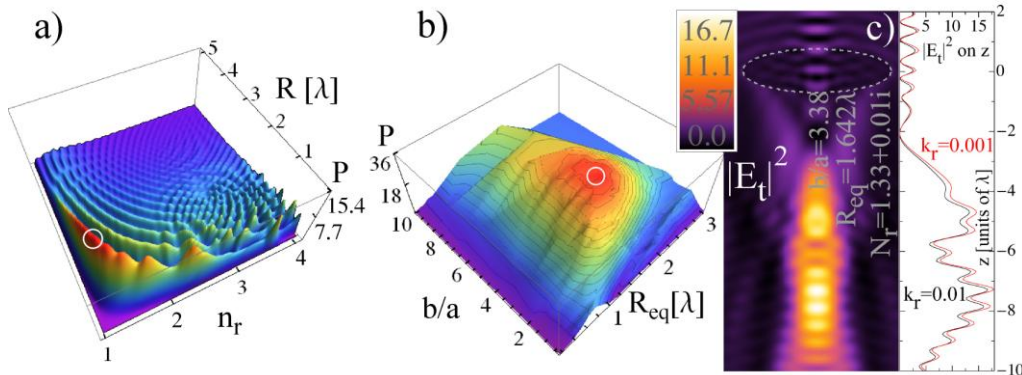 a)
5
4
3
2
1
R [λ]
P
15.4
7.7
1
2
3
4
n_r
b)
P
36
18
10
8
6
4
2
b/a
1
2
3
R_eq[λ]
16.7
11.1
5.57
0.0
c)
|E_t|^2
b/a=3.38
R_eq=1.642λ
N_r=1.33+0.01i
5 10 15
|E_t|^2 on z
2
0
-2
-4
-6
-8
-10
k_r=0.001
k_r=0.01
z [units of λ]